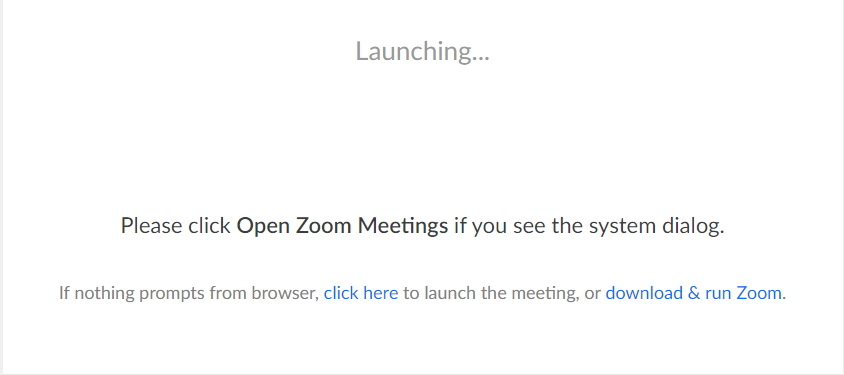 Launching...
Please click Open Zoom Meetings if you see the system dialog.
If nothing prompts from browser, click here to launch the meeting, or download & run Zoom.